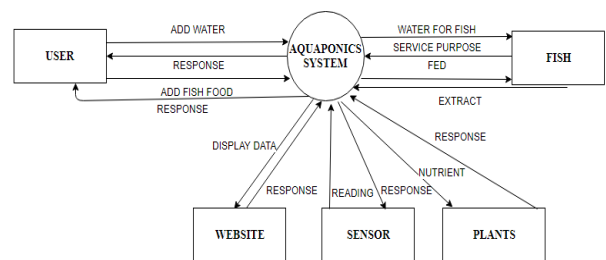 ADD WATER
WATER FOR FISH
USER
AQUAPONICS
SYSTEM
SERVICE PURPOSE
FISH
RESPONSE
FED
ADD FISH FOOD
EXTRACT
RESPONSE
RESPONSE
DISPLAY DATA
NUTRIENT
RESPONSE
READING
RESPONSE
WEBSITE
SENSOR
PLANTS